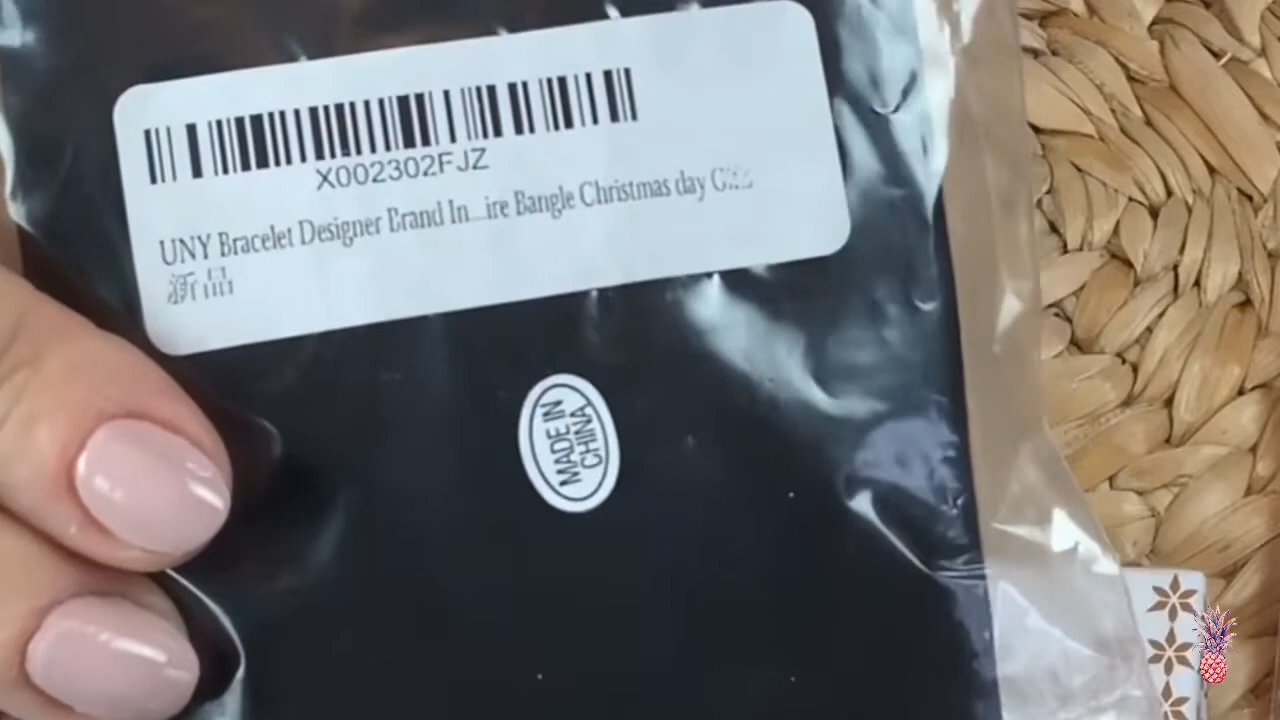 X002302FJZ
UNY Bracelet Designer Brand In...ire Bangle Christmas day
新品
MADE IN
CHINA